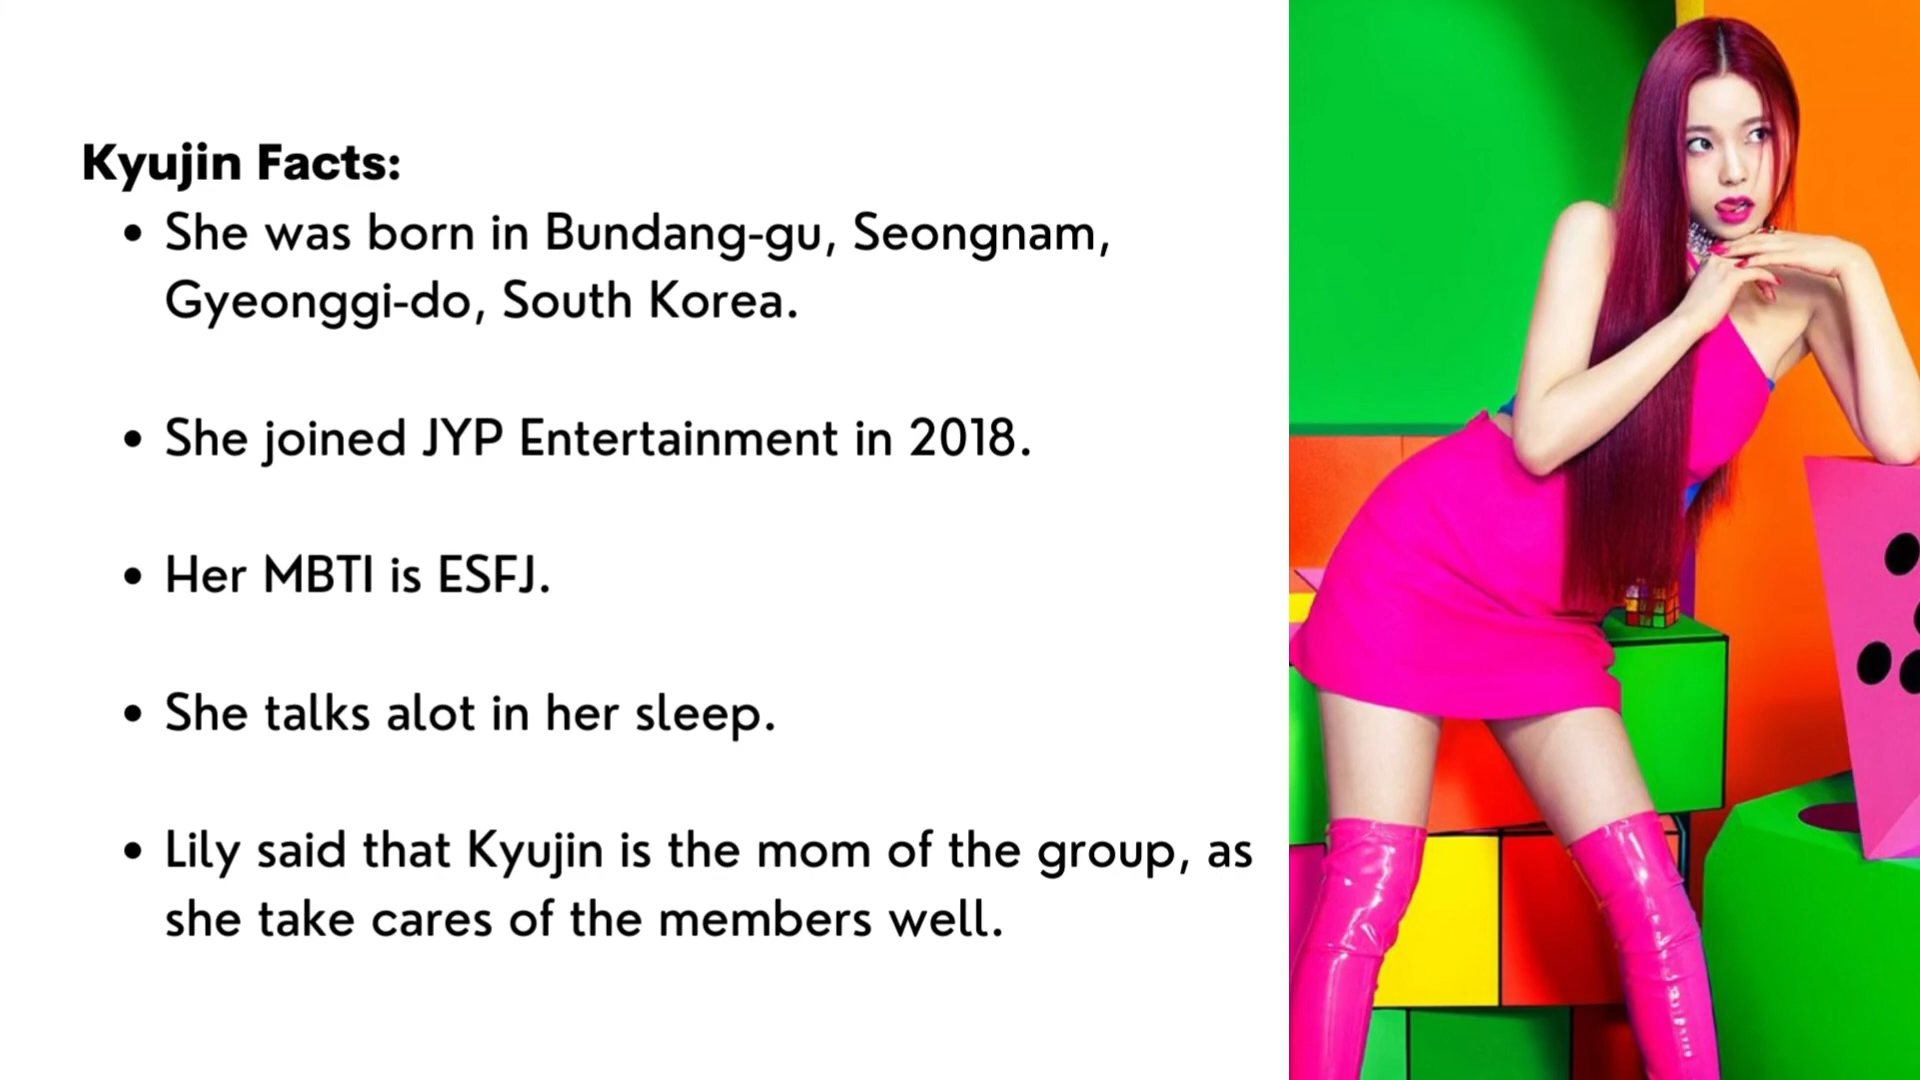 Kyujin Facts:
• She was born in Bundang-gu, Seongnam,
Gyeonggi-do, South Korea.
• She joined JYP Entertainment in 2018.
• Her MBTI is ESFJ.
• She talks alot in her sleep.
• Lily said that Kyujin is the mom of the group, as
she take cares of the members well.